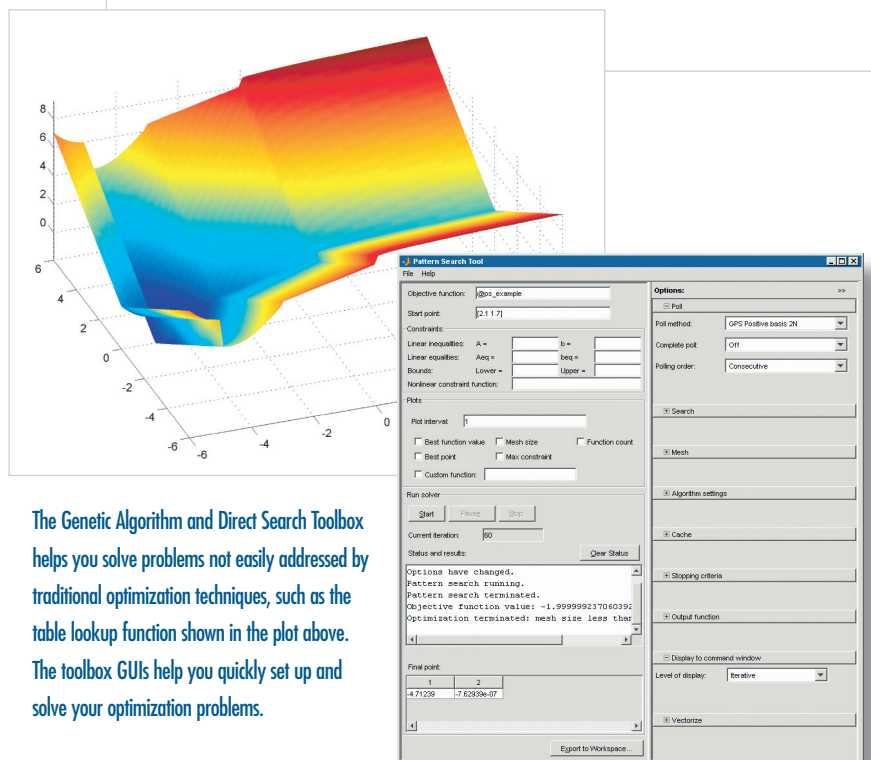 8
6
4
2
0
6
4
2
0
-2
-4
-6
-6
-4
-2
0
The Genetic Algorithm and Direct Search Toolbox
helps you solve problems not easily addressed by
traditional optimization techniques, such as the
table lookup function shown in the plot above.
The toolbox GUIs help you quickly set up and
solve your optimization problems.
Pattern Search Tool
File Help
Objective function: @ps_example
Start point: [2.1 1.7]
Constraints:
Linear inequalities: A = b =
Linear equalities: Aeq = beq =
Bounds: Lower = Upper =
Nonlinear constraint function:
Plots
Plot interval: 1
Best function value Mesh size Function count
Best point Max constraint
Custom function:
Run solver
Start Pause Stop
Current iteration: 60
Status and results: Clear Status
Options have changed.
Pattern search running.
Pattern search terminated.
Objective function value: -1.999999237060392
Optimization terminated: mesh size less than
Final point:
1 2
-4.71239 -7.62939e-07
Export to Workspace...
Options: >>
Poll
Poll method: GPS Positive basis 2N
Complete poll: Off
Polling order: Consecutive
Search
Mesh
Algorithm settings
Cache
Stopping criteria
Output function
Display to command window
Level of display: Iterative
Vectorize